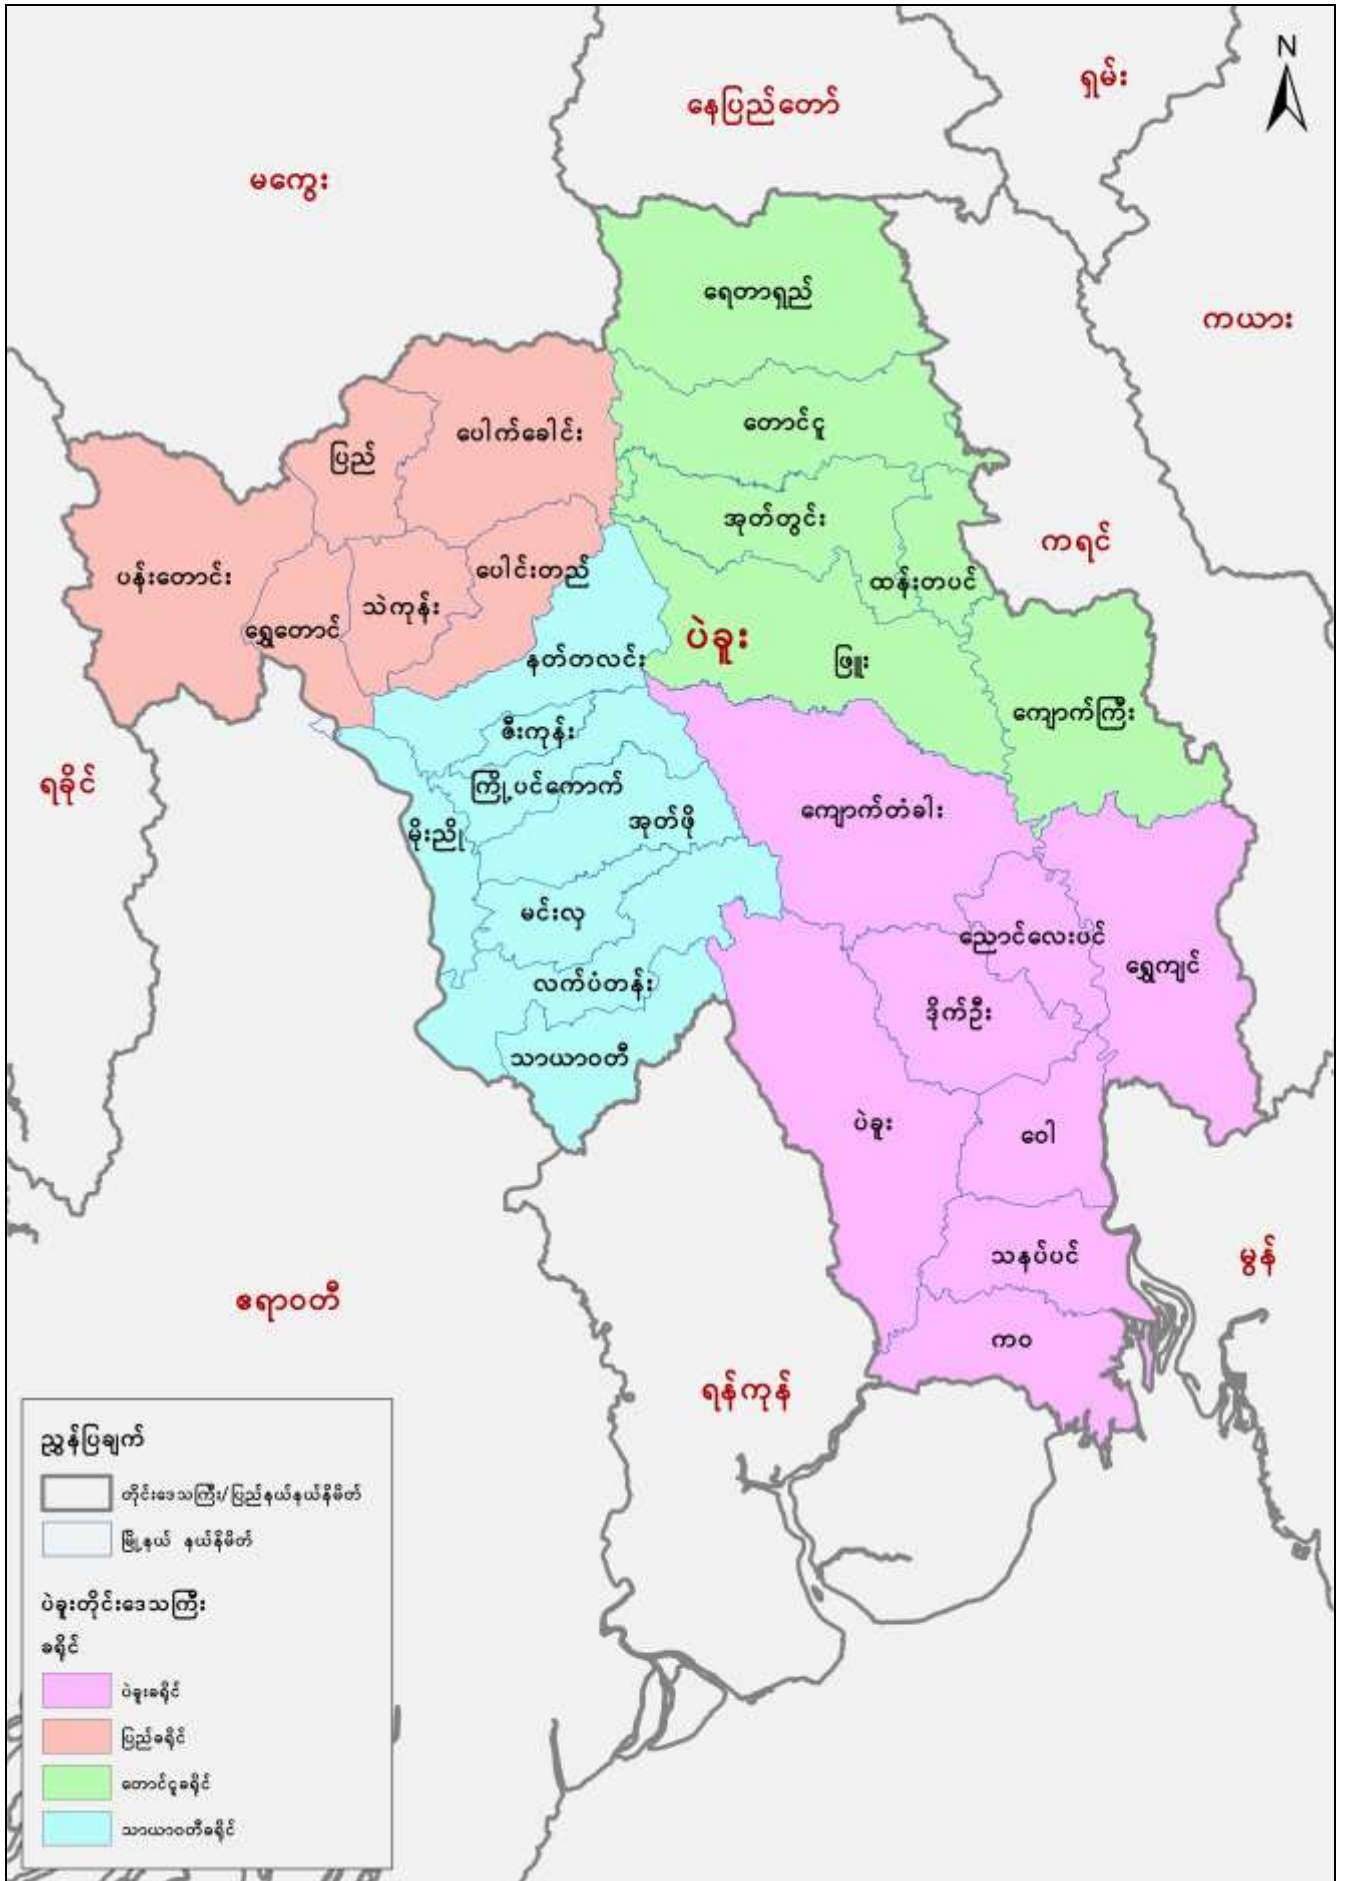 N
ရှမ်း
နေပြည်တော်
မကွေး
ရေတာရှည်
ကယား
တောင်ငူ
ပေါက်ခေါင်း
ပြည်
အုတ်တွင်း
ကရင်
ပန်းတောင်း
ပေါင်းတည်
ထန်းတပင်
သဲကုန်း
ရွှေတောင်
ပဲခူး
နတ်တလင်း
ဖြူး
ကျောက်ကြီး
ဇီးကုန်း
ရခိုင်
ကြို့ပင်ကောက်
ကျောက်တံခါး
အုတ်ဖို
မိုးညို
မင်းလှ
ညောင်လေးပင်
ရွှေကျင်
လက်ပံတန်း
ဒိုက်ဦး
သာယာဝတီ
ပဲခူး
ဝေါ
သနပ်ပင်
မွန်
ဧရာဝတီ
ကဝ
ရန်ကုန်
ညွှန်ပြချက်
တိုင်းဒေသကြီး/ပြည်နယ်နယ်နိမိတ်
မြို့နယ် နယ်နိမိတ်
ပဲခူးတိုင်းဒေသကြီး
ခရိုင်
ပဲခူးခရိုင်
ပြည်ခရိုင်
တောင်ငူခရိုင်
သာယာဝတီခရိုင်